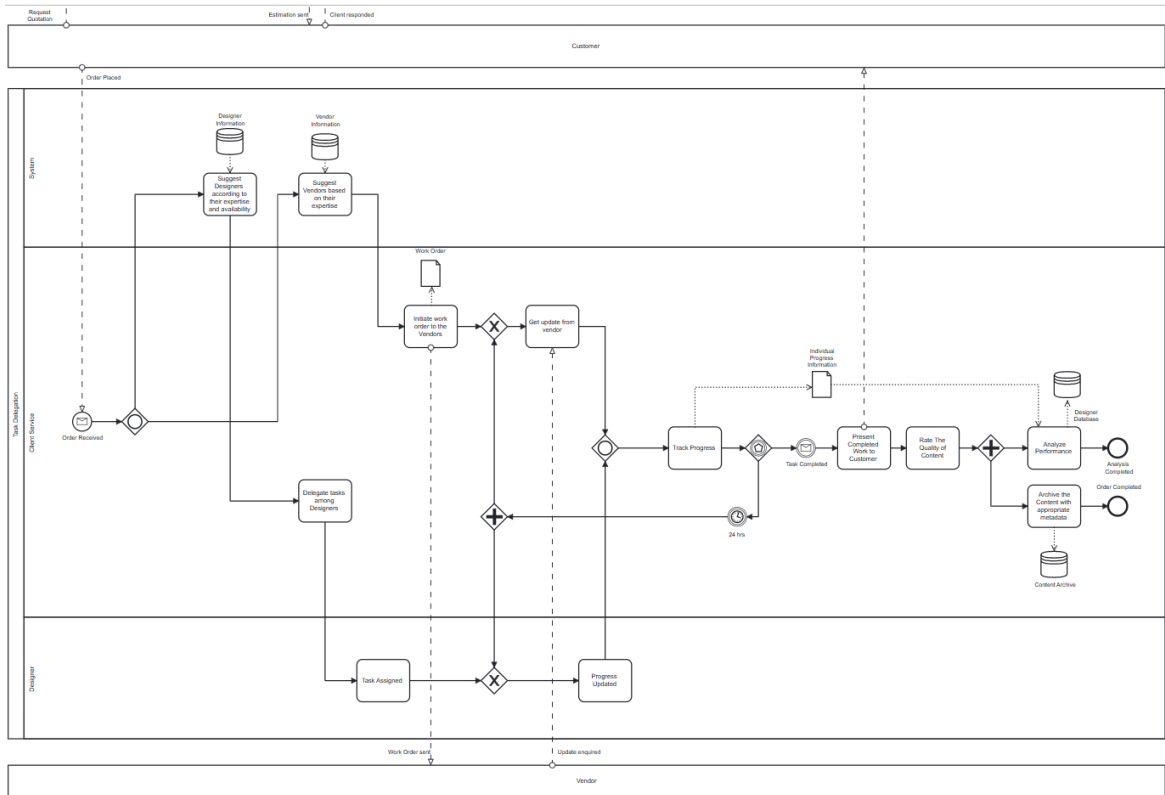 Request
Quotation
Estimation sent
Client responded
Customer
Order Placed
Task Delegation
System
Designer
Information
Vendor
Information
Suggest
Designers
according to
their expertise
and availability
Suggest
Vendors based
on their
expertise
Client Service
Work Order
Initiate work
order to the
Vendors
Get update from
vendor
Order Received
Individual
Progress
Information
Designer
Database
Track Progress
Task Completed
Present
Completed
Work to
Customer
Rate The
Quality of
Content
Analyze
Performance
Analysis
Completed
Delegate tasks
among
Designers
24 hrs
Archive the
Content with
appropriate
metadata
Order Completed
Content Archive
Designer
Task Assigned
Progress
Updated
Work Order sent
Update enquired
Vendor